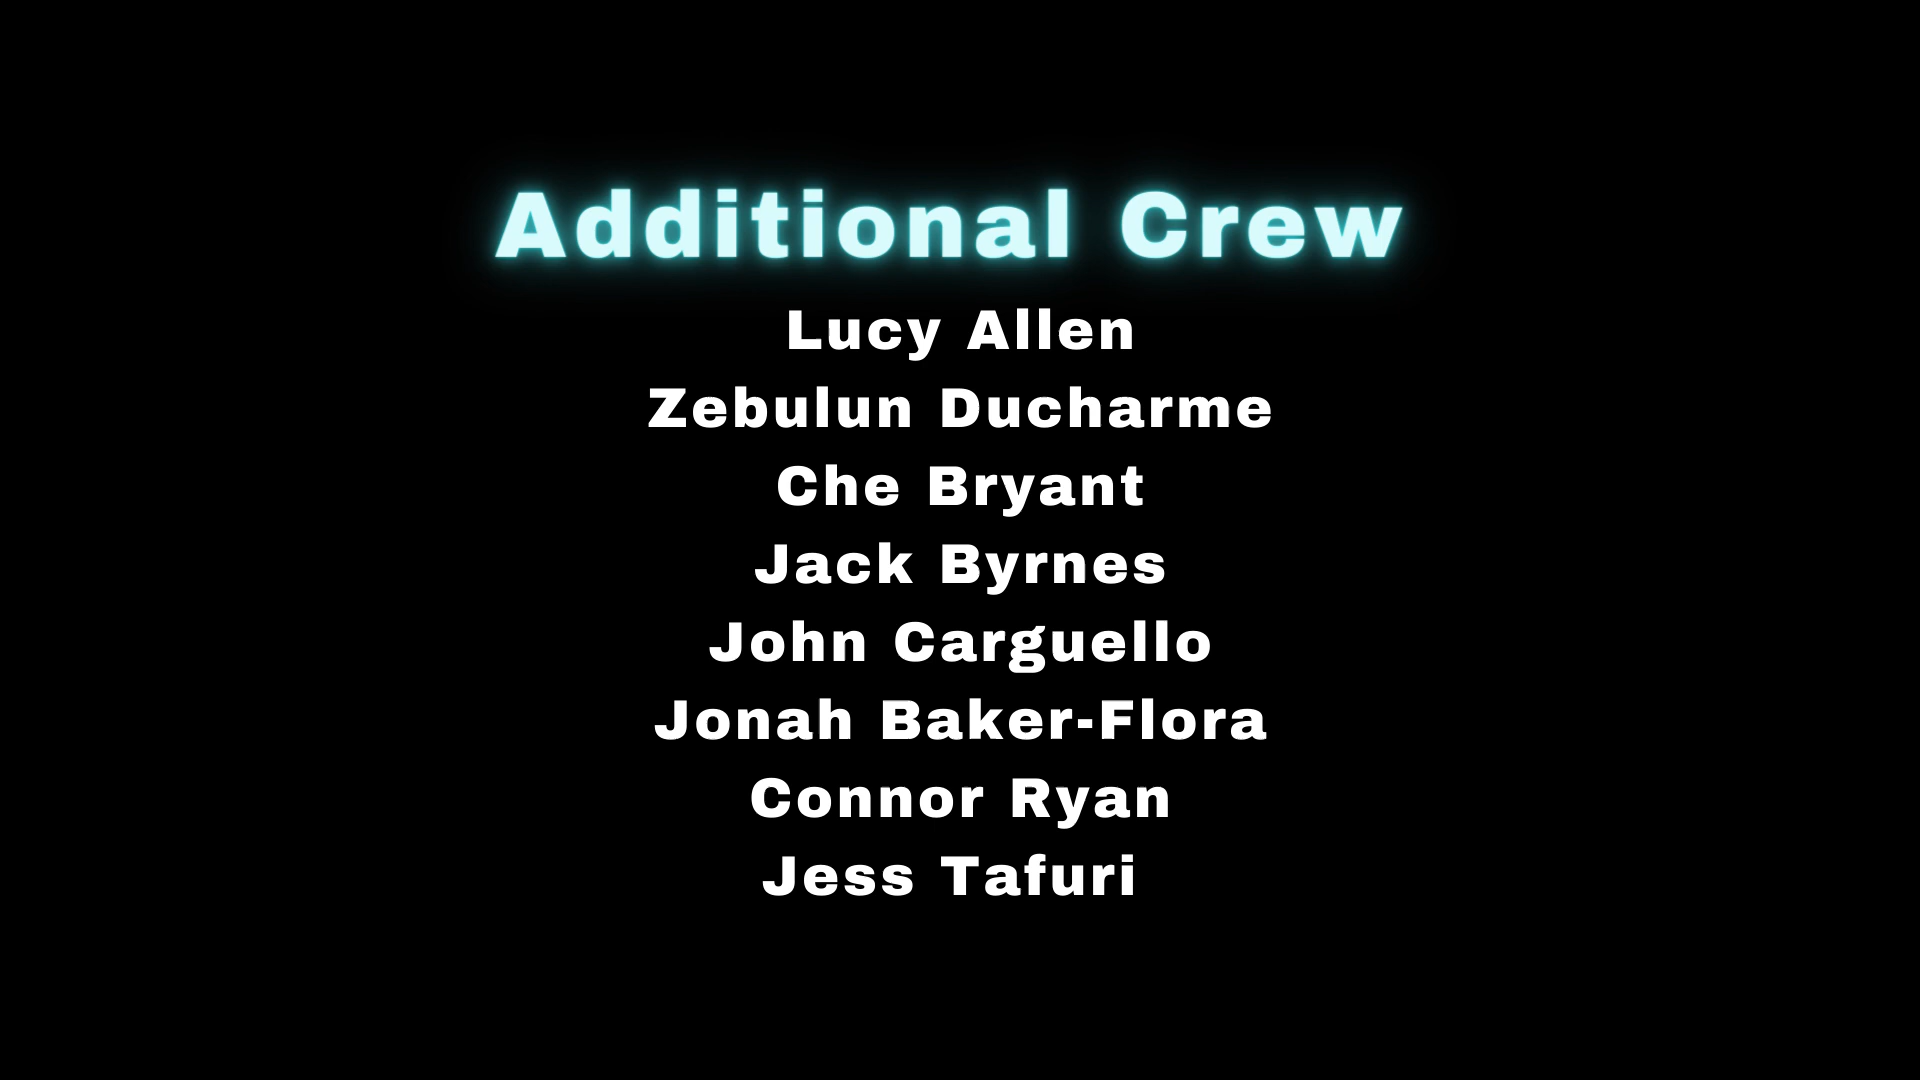 Additional Crew
Lucy Allen
Zebulun Ducharme
Che Bryant
Jack Byrnes
John Carguello
Jonah Baker-Flora
Connor Ryan
Jess Tafuri